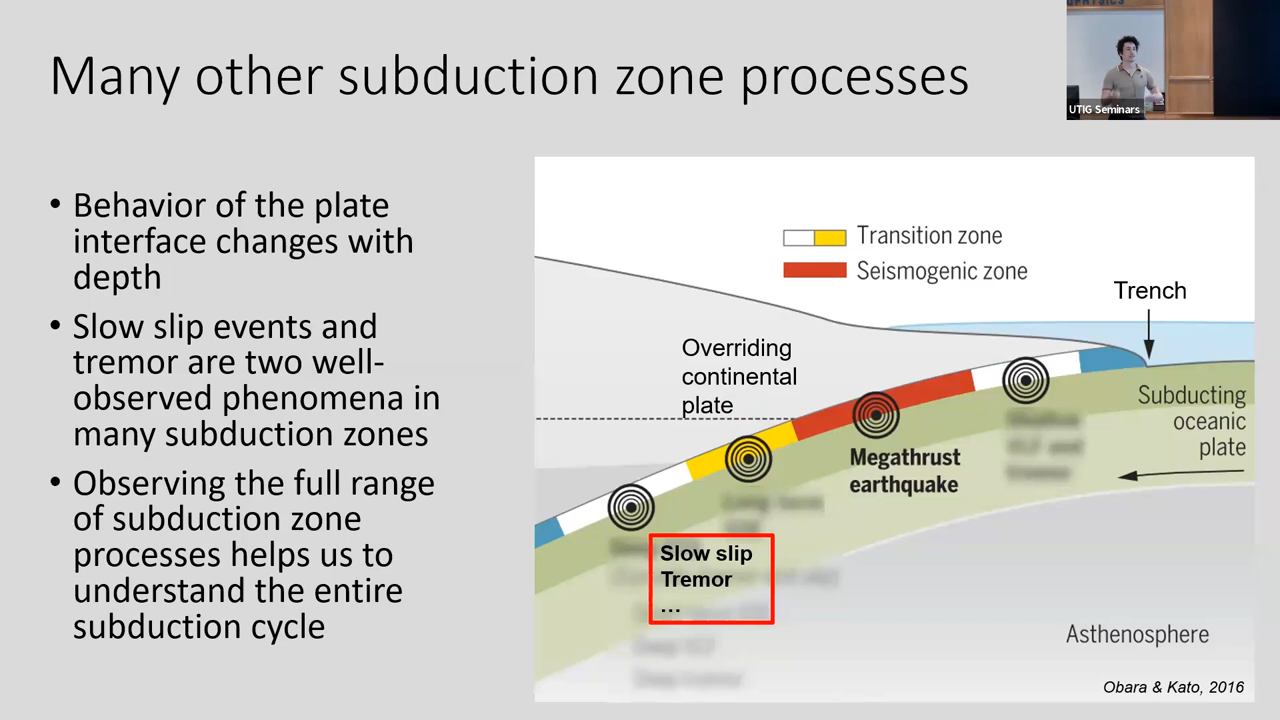 Many other subduction zone processes
UTIG Seminars
• Behavior of the plate
interface changes with
depth
• Slow slip events and
tremor are two well-
observed phenomena in
many subduction zones
• Observing the full range
of subduction zone
processes helps us to
understand the entire
subduction cycle
Transition zone
Seismogenic zone
Trench
Overriding
continental
plate
Subducting
oceanic
plate
Megathrust
earthquake
Slow slip
Tremor
...
Asthenosphere
Obara & Kato, 2016